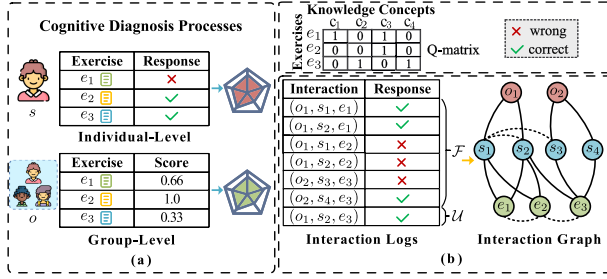 Cognitive Diagnosis Processes
Exercise Response
e1
e2
e3
s
Individual-Level
Exercise Score
e1 0.66
e2 1.0
e3 0.33
o
Group-Level
(a)
Knowledge Concepts
c1 c2 c3 c4
Exercises
e1 1 0 1 0
e2 0 0 1 0
e3 0 1 0 1
Q-matrix
wrong
correct
Interaction Response
(o1, s1, e1)
(o1, s2, e1)
(o1, s1, e2)
(o1, s2, e2)
(o2, s3, e3)
(o2, s4, e3)
(o1, s2, e3)
F
U
Interaction Logs
o1 o2
s1 s2 s3 s4
e1 e2 e3
(b)
Interaction Graph